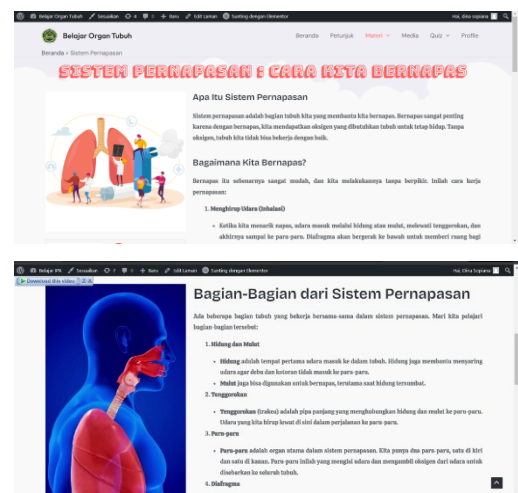 Belajar Organ Tubuh Sesuaikan 4 0 + Baru Edit Laman Sunting dengan Elementor Hai, dina sopiana
Belajar Organ Tubuh Beranda Petunjuk Materi Media Quiz Profile
Beranda » Sistem Pernapasan
SISTEM PERNAPASAN : CARA KITA BERNAPAS
Apa Itu Sistem Pernapasan
Sistem pernapasan adalah bagian tubuh kita yang membantu kita bernapas. Bernapas sangat penting
karena dengan bernapas, kita mendapatkan oksigen yang dibutuhkan tubuh untuk tetap hidup. Tanpa
oksigen, tubuh kita tidak bisa bekerja dengan baik.
Bagaimana Kita Bernapas?
Bernapas itu sebenarnya sangat mudah, dan kita melakukannya tanpa berpikir. Inilah cara kerja
pernapasan:
1. Menghirup Udara (Inhalasi)
• Ketika kita menarik napas, udara masuk melalui hidung atau mulut, melewati tenggorokan, dan
akhirnya sampai ke paru-paru. Diafragma akan bergerak ke bawah untuk memberi ruang bagi
Belajar IPA Sesuaikan 7 + Baru Edit Laman Sunting dengan Elementor Hai, Dina Sopiana
Download this video
Bagian-Bagian dari Sistem Pernapasan
Ada beberapa bagian tubuh yang bekerja bersama-sama dalam sistem pernapasan. Mari kita pelajari
bagian-bagian tersebut:
1. Hidung dan Mulut
• Hidung adalah tempat pertama udara masuk ke dalam tubuh. Hidung juga membantu menyaring
udara agar debu dan kotoran tidak masuk ke paru-paru.
• Mulut juga bisa digunakan untuk bernapas, terutama saat hidung tersumbat.
2. Tenggorokan
• Tenggorokan (trakea) adalah pipa panjang yang menghubungkan hidung dan mulut ke paru-paru.
Udara yang kita hirup lewat di sini dalam perjalanan ke paru-paru.
3. Paru-paru
• Paru-paru adalah organ utama dalam sistem pernapasan. Kita punya dua paru-paru, satu di kiri
dan satu di kanan. Paru-paru inilah yang mengisi udara dan mengambil oksigen dari udara untuk
disebarkan ke seluruh tubuh.
4. Diafragma